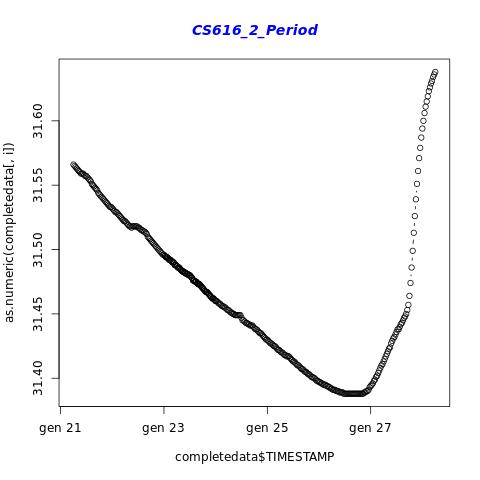 CS616_2_Period
as.numeric(completedata[, i])
31.60
31.55
31.50
31.45
31.40
gen 21
gen 23
gen 25
gen 27
completedata$TIMESTAMP